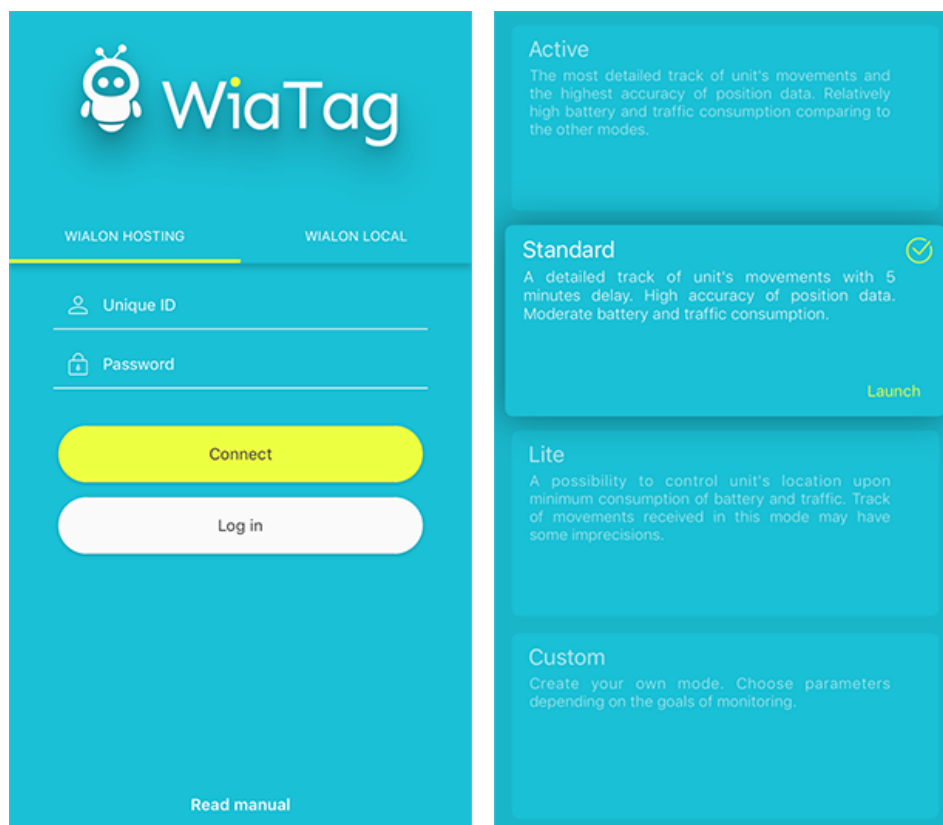 WiaTag
WIALON HOSTING
WIALON LOCAL
Unique ID
Password
Connect
Log in
Read manual
Active
The most detailed track of unit's movements and
the highest accuracy of position data. Relatively
high battery and traffic consumption comparing to
the other modes.
Standard
A detailed track of unit's movements with 5
minutes delay. High accuracy of position data.
Moderate battery and traffic consumption.
Launch
Lite
A possibility to control unit's location upon
minimum consumption of battery and traffic. Track
of movements received in this mode may have
some imprecisions.
Custom
Create your own mode. Choose parameters
depending on the goals of monitoring.